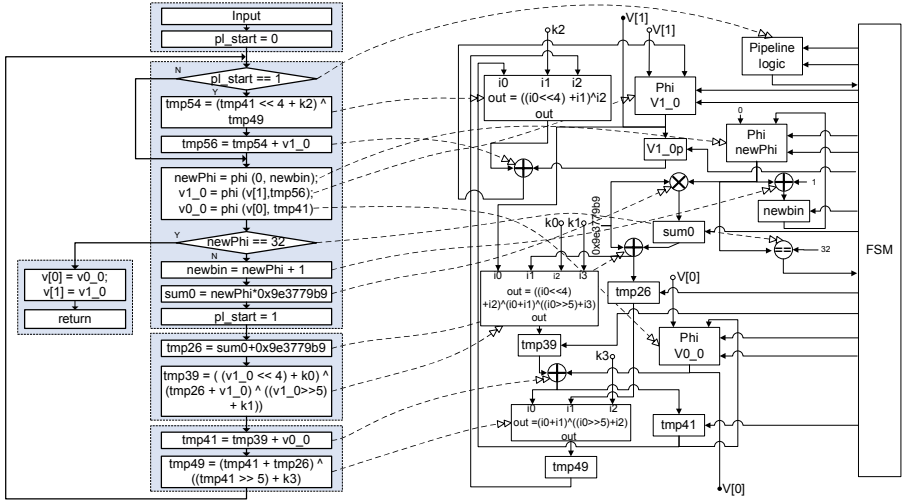 Input
pl_start = 0
N
pl_start == 1
Y
tmp54 = (tmp41 << 4 + k2) ^
tmp49
tmp56 = tmp54 + v1_0
newPhi = phi (0, newbin);
v1_0 = phi (v[1],tmp56);
v0_0 = phi (v[0], tmp41)
Y
newPhi == 32
N
newbin = newPhi + 1
sum0 = newPhi*0x9e3779b9
pl_start = 1
v[0] = v0_0;
v[1] = v1_0
return
tmp26 = sum0+0x9e3779b9
tmp39 = ( (v1_0 << 4) + k0) ^
(tmp26 + v1_0) ^ ((v1_0>>5)
+ k1))
tmp41 = tmp39 + v0_0
tmp49 = (tmp41 + tmp26) ^
((tmp41 >> 5) + k3)
V[1]
k2
V[1]
Pipeline
logic
i0
i1
i2
out = ((i0<<4) +i1)^i2
out
Phi
V1_0
0
Phi
newPhi
V1_0p
1
newbin
0x9e3779b9
sum0
==
32
FSM
k0
k1
i0
i1
i2
i3
out = ((i0<<4)
+i2)^(i0+i1)^((i0>>5)+i3)
out
tmp26
V[0]
Phi
V0_0
tmp39
k3
i0
i1
i2
out =(i0+i1)^((i0>>5)+i2)
out
tmp41
tmp49
V[0]